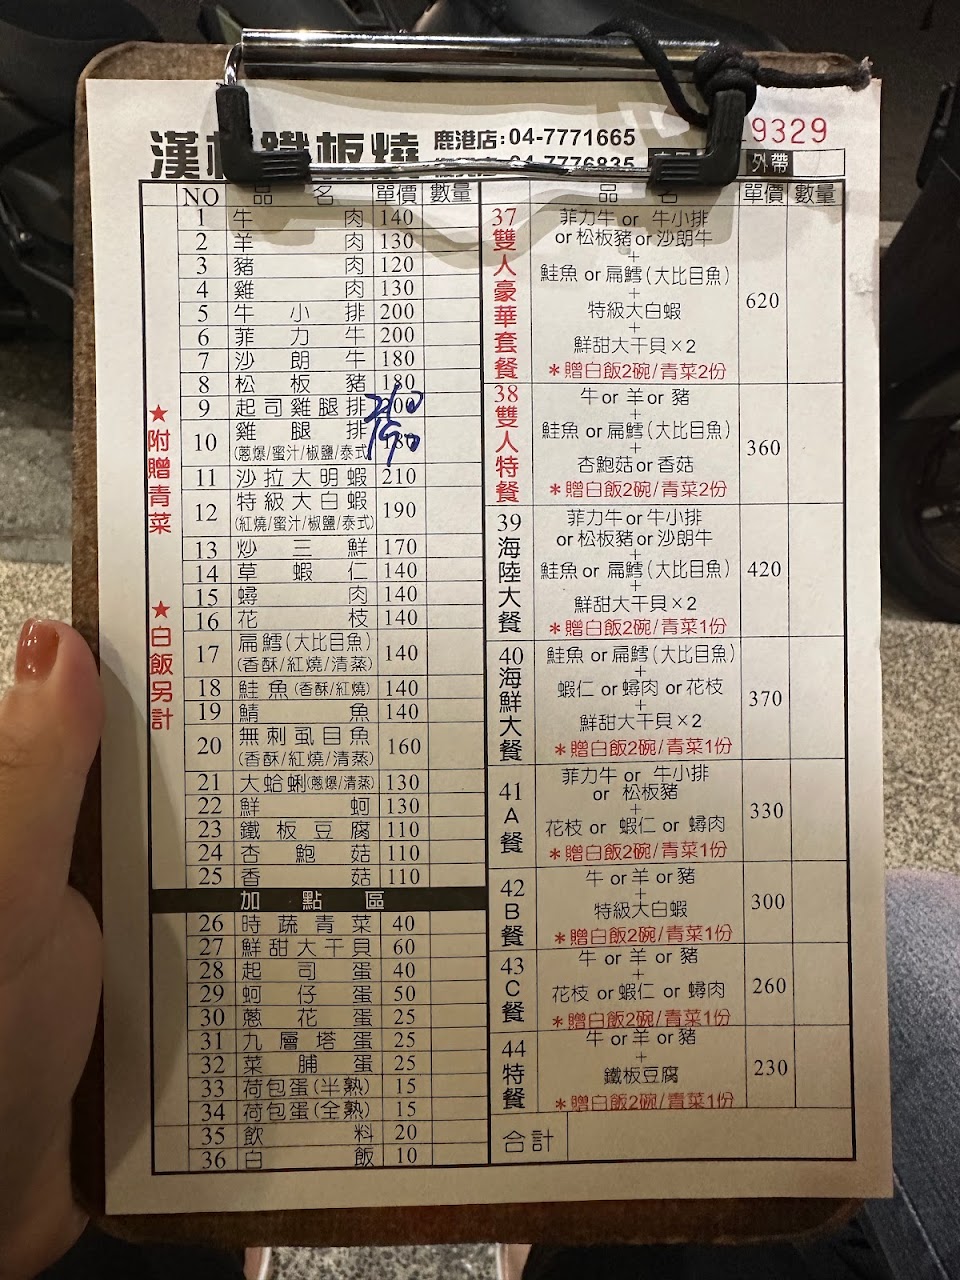 漢 鐵板燒
鹿港店:04-7771665
04-7776835
9329
外帶
NO 品名 單價 數量
1 牛肉 140
2 羊肉 130
3 豬肉 120
4 雞肉 130
5 牛小排 200
6 菲力牛 200
7 沙朗牛 180
8 松板豬 180
9 起司雞腿排 200 210
10 雞腿排 180 190
(蔥爆/蜜汁/椒鹽/泰式)
11 沙拉大明蝦 210
12 特級大白蝦 190
(紅燒/蜜汁/椒鹽/泰式)
13 炒三鮮 170
14 草蝦仁 140
15 蟳肉 140
16 花枝 140
17 扁鱈(大比目魚) 140
(香酥/紅燒/清蒸)
18 鮭魚(香酥/紅燒) 140
19 鯖魚 140
20 無刺虱目魚 160
(香酥/紅燒/清蒸)
21 大蛤蜊(蔥爆/清蒸) 130
22 鮮蚵 130
23 鐵板豆腐 110
24 杏鮑菇 110
25 香菇 110
加點區
26 時蔬青菜 40
27 鮮甜大干貝 60
28 起司蛋 40
29 蚵仔蛋 50
30 蔥花蛋 25
31 九層塔蛋 25
32 菜脯蛋 25
33 荷包蛋(半熟) 15
34 荷包蛋(全熟) 15
35 飲料 20
36 白飯 10
★附贈青菜
★白飯另計
品名 單價 數量
37 雙人豪華套餐 620
菲力牛 or 牛小排
or 松板豬 or 沙朗牛
+
鮭魚 or 扁鱈(大比目魚)
+
特級大白蝦
+
鮮甜大干貝×2
*贈白飯2碗/青菜2份
38 雙人特餐 360
牛 or 羊 or 豬
+
鮭魚 or 扁鱈(大比目魚)
+
杏鮑菇 or 香菇
*贈白飯2碗/青菜2份
39 海陸大餐 420
菲力牛 or 牛小排
or 松板豬 or 沙朗牛
+
鮭魚 or 扁鱈(大比目魚)
+
鮮甜大干貝×2
*贈白飯2碗/青菜1份
40 海鮮大餐 370
鮭魚 or 扁鱈(大比目魚)
+
蝦仁 or 蟳肉 or 花枝
+
鮮甜大干貝×2
*贈白飯2碗/青菜1份
41 A餐 330
菲力牛 or 牛小排
or 松板豬
+
花枝 or 蝦仁 or 蟳肉
*贈白飯2碗/青菜1份
42 B餐 300
牛 or 羊 or 豬
+
特級大白蝦
*贈白飯2碗/青菜1份
43 C餐 260
牛 or 羊 or 豬
+
花枝 or 蝦仁 or 蟳肉
*贈白飯2碗/青菜1份
44 特餐 230
牛 or 羊 or 豬
+
鐵板豆腐
*贈白飯2碗/青菜1份
合計